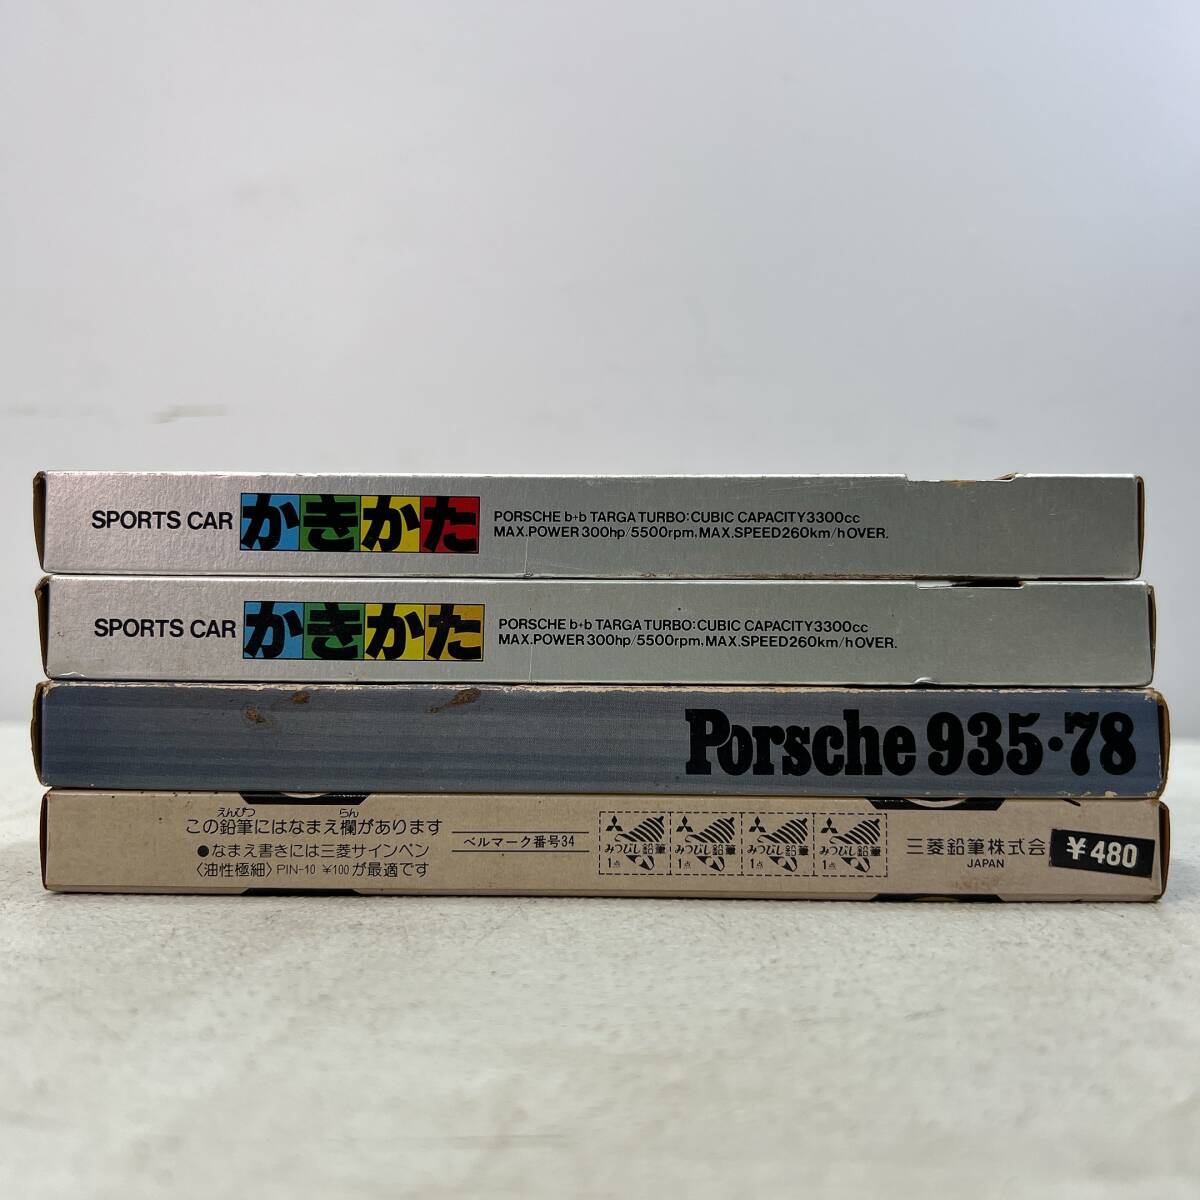 SPORTS CAR かきかた
PORSCHE b+b TARGA TURBO:CUBIC CAPACITY3300cc
MAX.POWER 300hp/5500rpm, MAX.SPEED260km/hOVER.
SPORTS CAR かきかた
PORSCHE b+b TARGA TURBO:CUBIC CAPACITY3300cc
MAX.POWER 300hp/5500rpm, MAX.SPEED260km/hOVER.
Porsche 935・78
えんぴつ らん
この鉛筆にはなまえ欄があります
●なまえ書きには三菱サインペン
〈油性極細〉PIN-10 ¥100が最適です
ベルマーク番号34
みつびし鉛筆 みつびし鉛筆 みつびし鉛筆 みつびし鉛筆
1点 1点 1点 1点
三菱鉛筆株式会
JAPAN
¥480